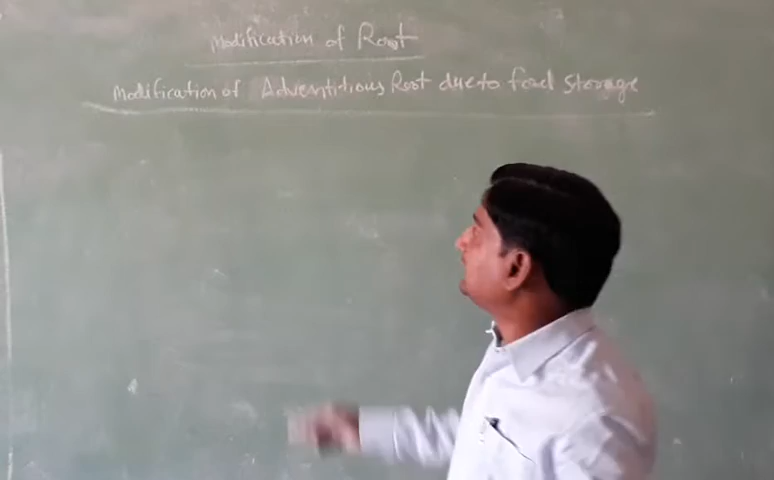 Modification of Root
Modification of Adventitious Root due to food storage